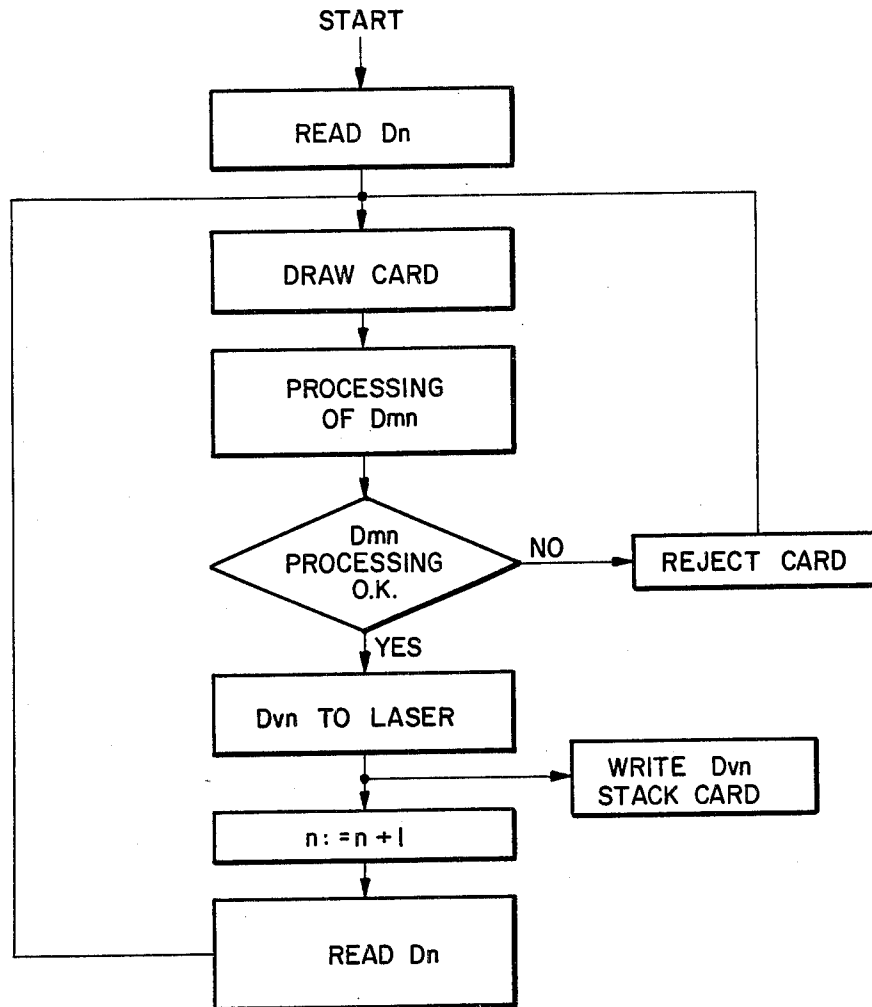 START
READ Dn
DRAW CARD
PROCESSING
OF Dmn
Dmn
PROCESSING
O.K.
NO
REJECT CARD
YES
Dvn TO LASER
WRITE Dvn
STACK CARD
n:=n+1
READ Dn